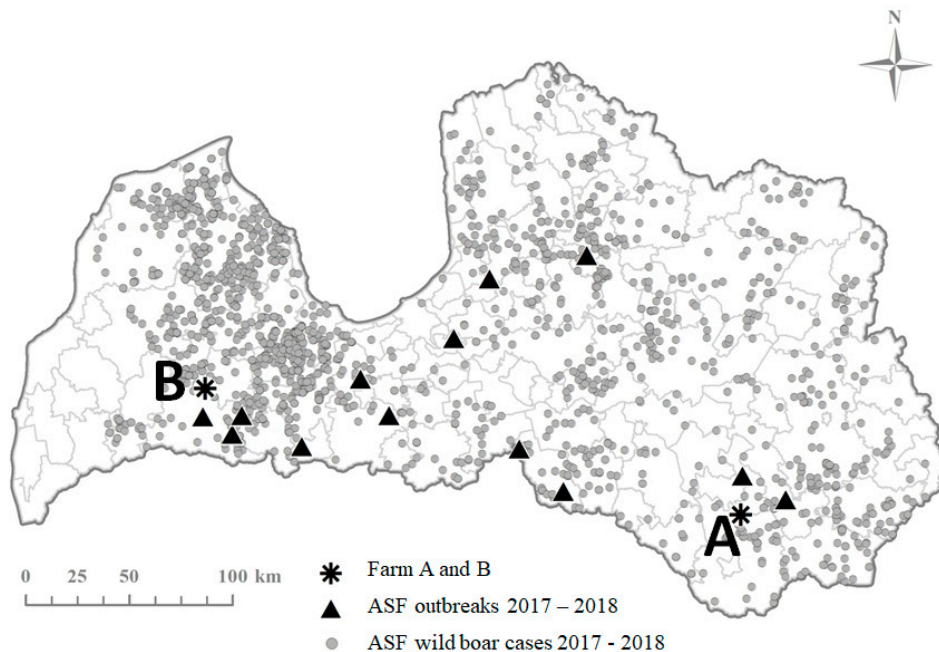 N
B
A
0 25 50 100 km
Farm A and B
ASF outbreaks 2017 – 2018
ASF wild boar cases 2017 - 2018